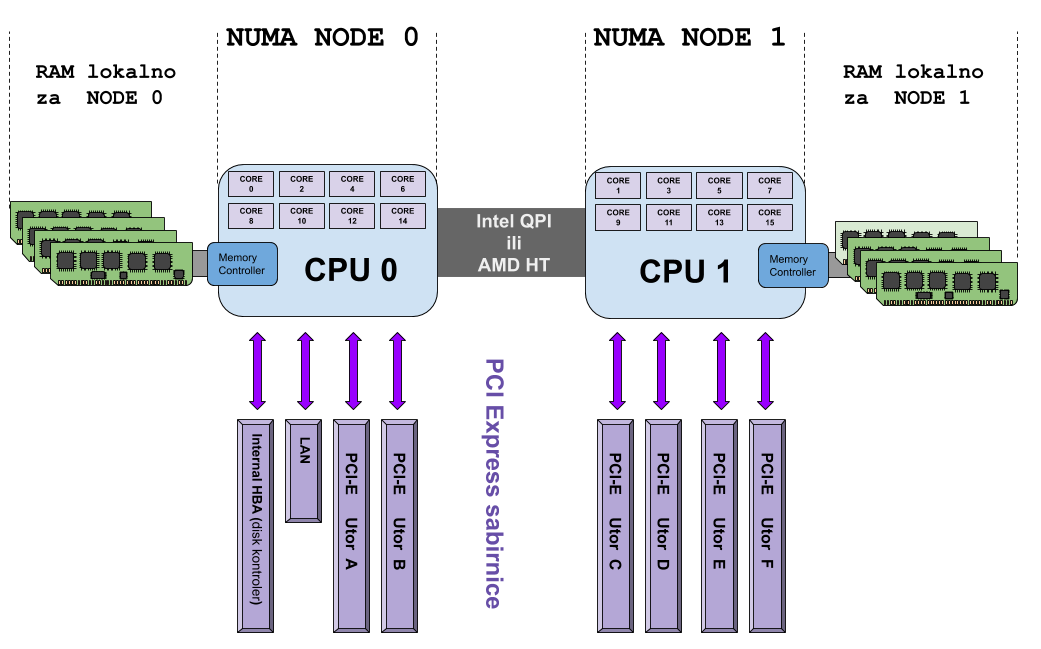 NUMA NODE 0
NUMA NODE 1
RAM lokalno
za NODE 0
RAM lokalno
za NODE 1
CORE
0
CORE
2
CORE
4
CORE
6
CORE
8
CORE
10
CORE
12
CORE
14
Memory
Controller
CPU 0
Intel QPI
ili
AMD HT
CORE
1
CORE
3
CORE
5
CORE
7
CORE
9
CORE
11
CORE
13
CORE
15
CPU 1
Memory
Controller
Internal HBA (disk kontroler)
LAN
PCI-E Utor A
PCI-E Utor B
PCI Express sabirnice
PCI-E Utor C
PCI-E Utor D
PCI-E Utor E
PCI-E Utor F